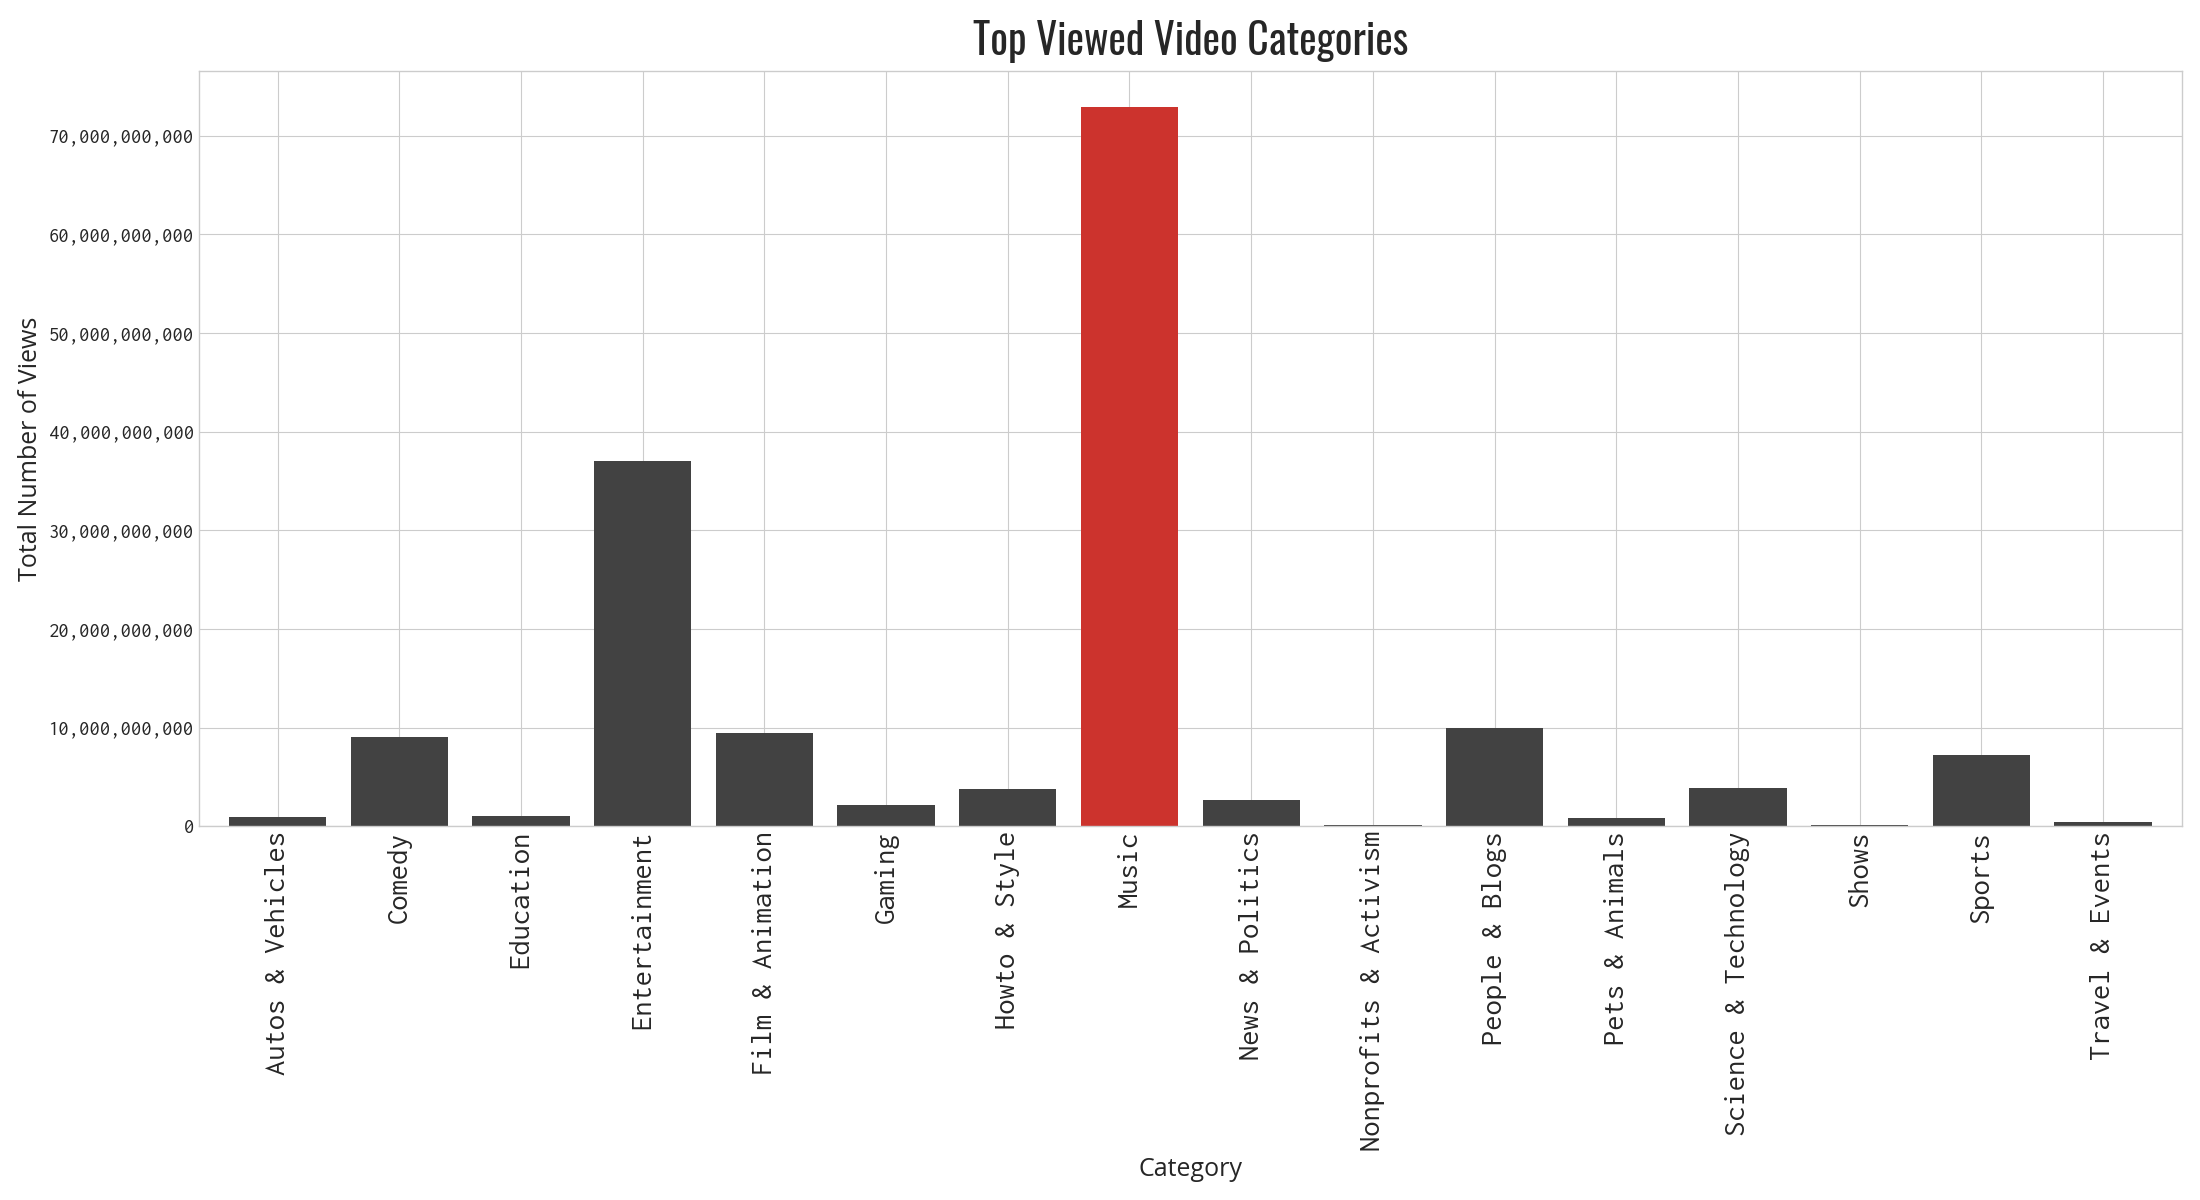 Top Viewed Video Categories
70,000,000,000
60,000,000,000
50,000,000,000
40,000,000,000
30,000,000,000
20,000,000,000
10,000,000,000
0
Total Number of Views
Autos & Vehicles
Comedy
Education
Entertainment
Film & Animation
Gaming
Howto & Style
Music
News & Politics
Nonprofits & Activism
People & Blogs
Pets & Animals
Science & Technology
Shows
Sports
Travel & Events
Category